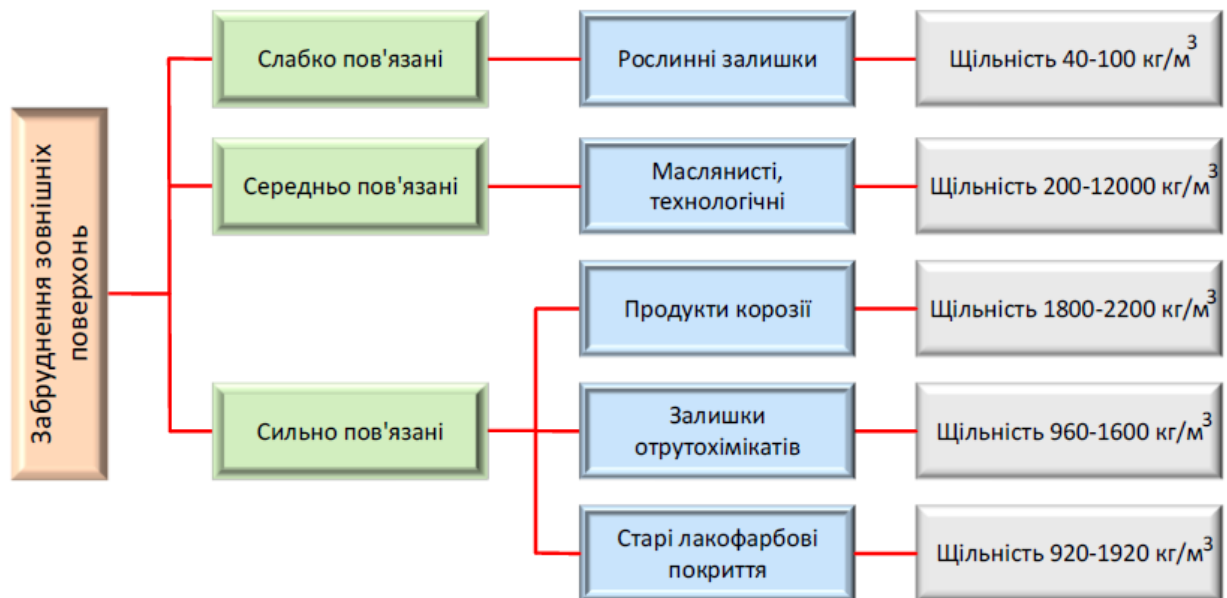 Забруднення зовнішніх
поверхонь
Слабко пов'язані
Рослинні залишки
Щільність 40-100 кг/м³
Середньо пов'язані
Маслянисті,
технологічні
Щільність 200-12000 кг/м³
Сильно пов'язані
Продукти корозії
Щільність 1800-2200 кг/м³
Залишки
отрутохімікатів
Щільність 960-1600 кг/м³
Старі лакофарбові
покриття
Щільність 920-1920 кг/м³